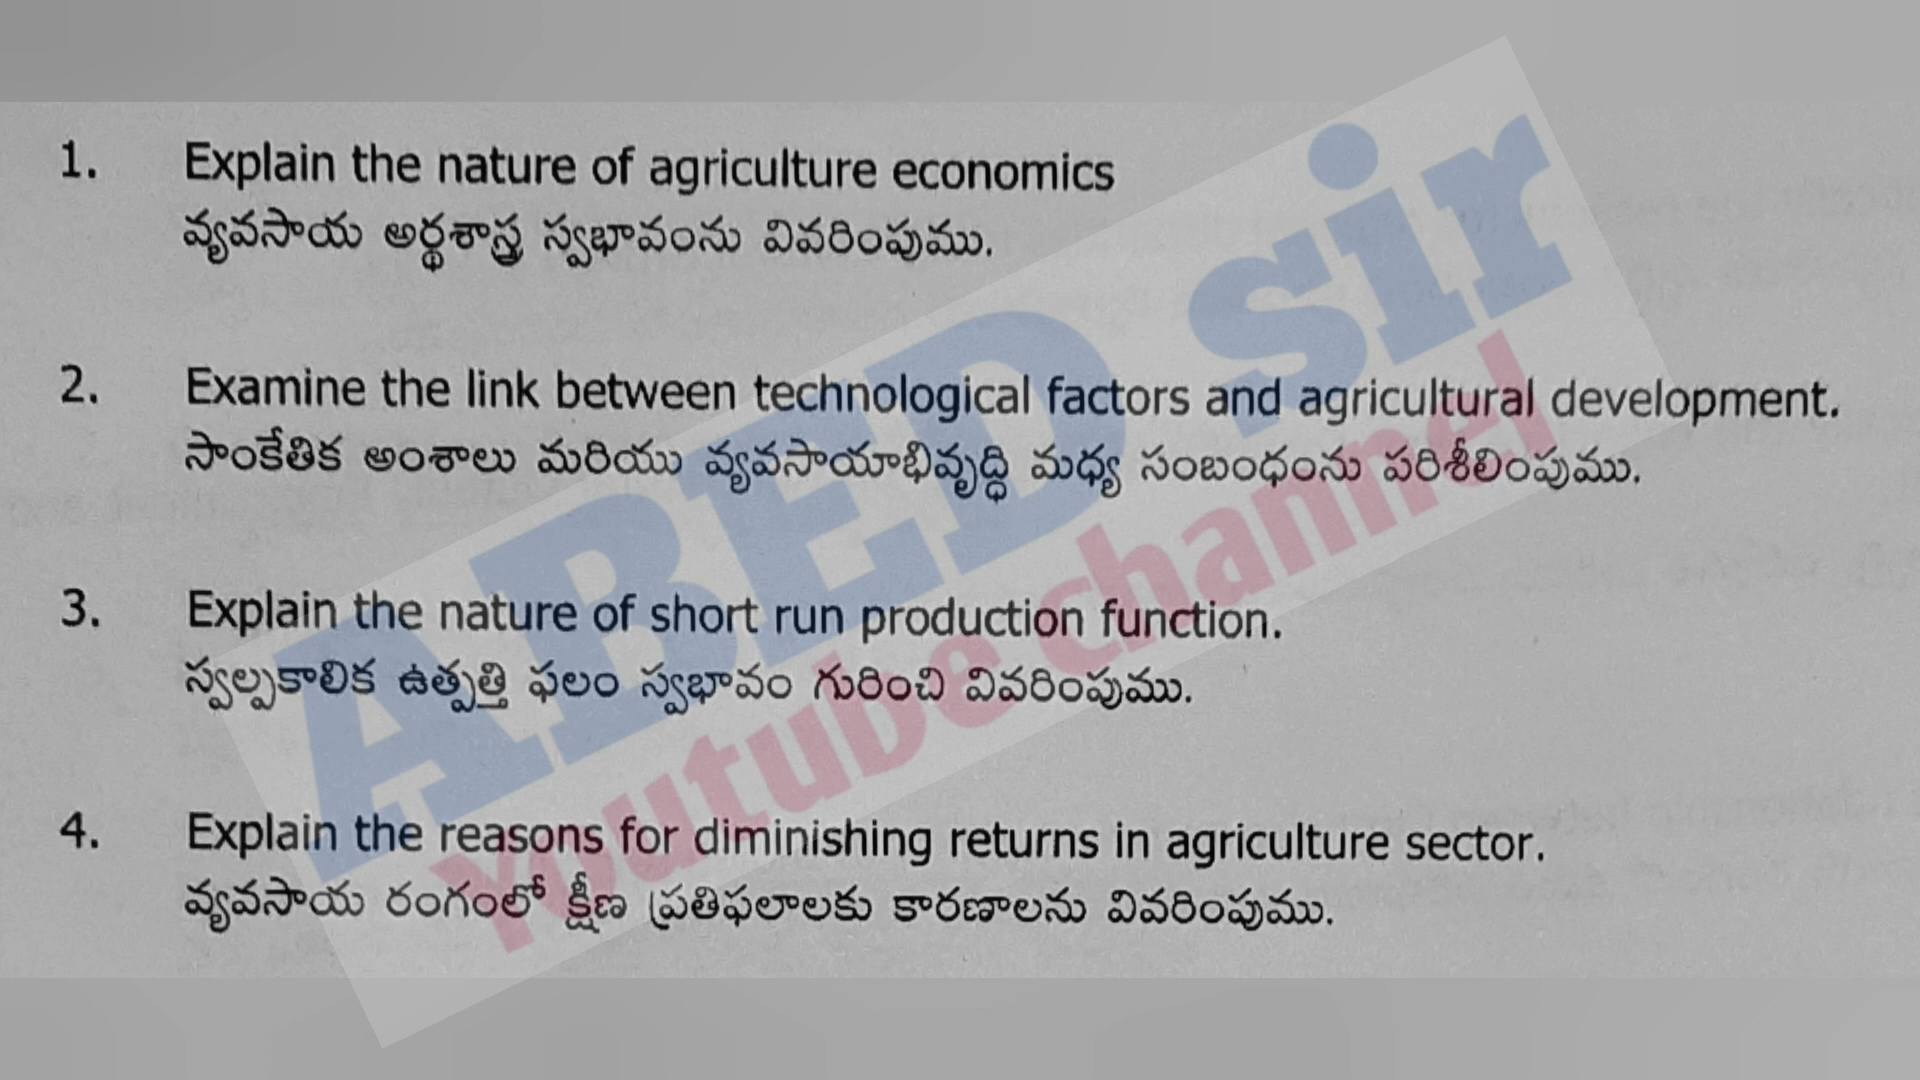 1. Explain the nature of agriculture economics
వ్యవసాయ అర్థశాస్త్ర స్వభావంను వివరింపుము.
2. Examine the link between technological factors and agricultural development.
సాంకేతిక అంశాలు మరియు వ్యవసాయాభివృద్ధి మధ్య సంబంధంను పరిశీలింపుము.
3. Explain the nature of short run production function.
స్వల్పకాలిక ఉత్పత్తి ఫలం స్వభావం గురించి వివరింపుము.
4. Explain the reasons for diminishing returns in agriculture sector.
వ్యవసాయ రంగంలో క్షీణ ప్రతిఫలాలకు కారణాలను వివరింపుము.
ABED sir
Youtube channel